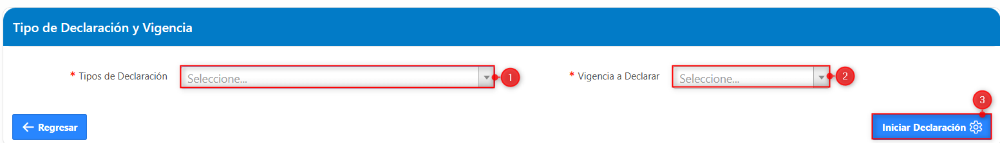 Tipo de Declaración y Vigencia
* Tipos de Declaración Seleccione... 1 * Vigencia a Declarar Seleccione... 2
3
Regresar Iniciar Declaración